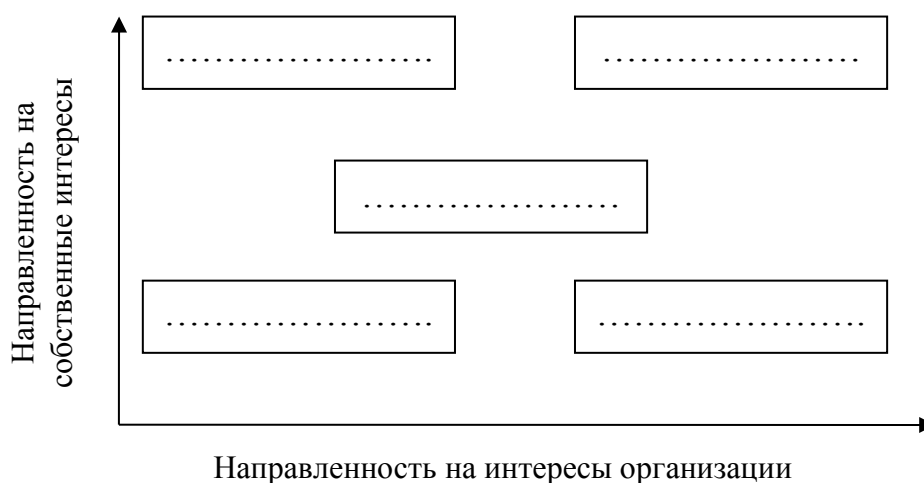 Направленность на
собственные интересы
. . . . . . . . . . . . . . . . . . . . . .
. . . . . . . . . . . . . . . . . . . . .
. . . . . . . . . . . . . . . . . . . . .
. . . . . . . . . . . . . . . . . . . . . .
. . . . . . . . . . . . . . . . . . . . . .
Направленность на интересы организации